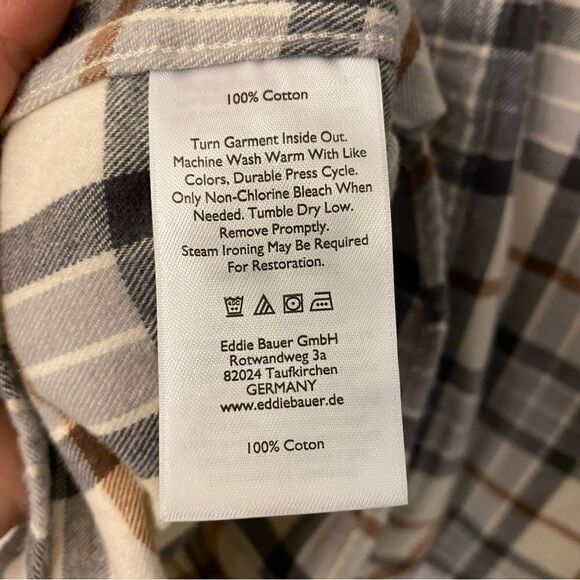 100% Cotton
Turn Garment Inside Out.
Machine Wash Warm With Like
Colors, Durable Press Cycle.
Only Non-Chlorine Bleach When
Needed. Tumble Dry Low.
Remove Promptly.
Steam Ironing May Be Required
For Restoration.
Eddie Bauer GmbH
Rotwandweg 3a
82024 Taufkirchen
GERMANY
www.eddiebauer.de
100% Coton